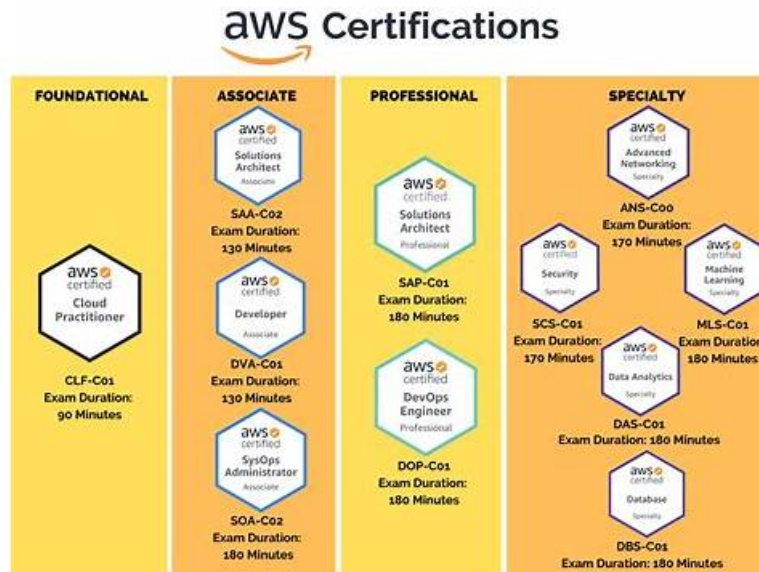 aws Certifications
FOUNDATIONAL
aws
certified
Cloud
Practitioner
CLF-C01
Exam Duration:
90 Minutes
ASSOCIATE
aws
certified
Solutions
Architect
Associate
SAA-C02
Exam Duration:
130 Minutes
aws
certified
Developer
Associate
DVA-C01
Exam Duration:
130 Minutes
aws
certified
SysOps
Administrator
Associate
SOA-C02
Exam Duration:
180 Minutes
PROFESSIONAL
aws
certified
Solutions
Architect
Professional
SAP-C01
Exam Duration:
180 Minutes
aws
certified
DevOps
Engineer
Professional
DOP-C01
Exam Duration:
180 Minutes
SPECIALTY
aws
certified
Advanced
Networking
Specialty
ANS-C00
Exam Duration:
170 Minutes
aws
certified
Security
Specialty
SCS-C01
Exam Duration:
170 Minutes
aws
certified
Machine
Learning
Specialty
MLS-C01
Exam Duration:
180 Minutes
aws
certified
Data Analytics
Specialty
DAS-C01
Exam Duration: 180 Minutes
aws
certified
Database
Specialty
DBS-C01
Exam Duration: 180 Minutes